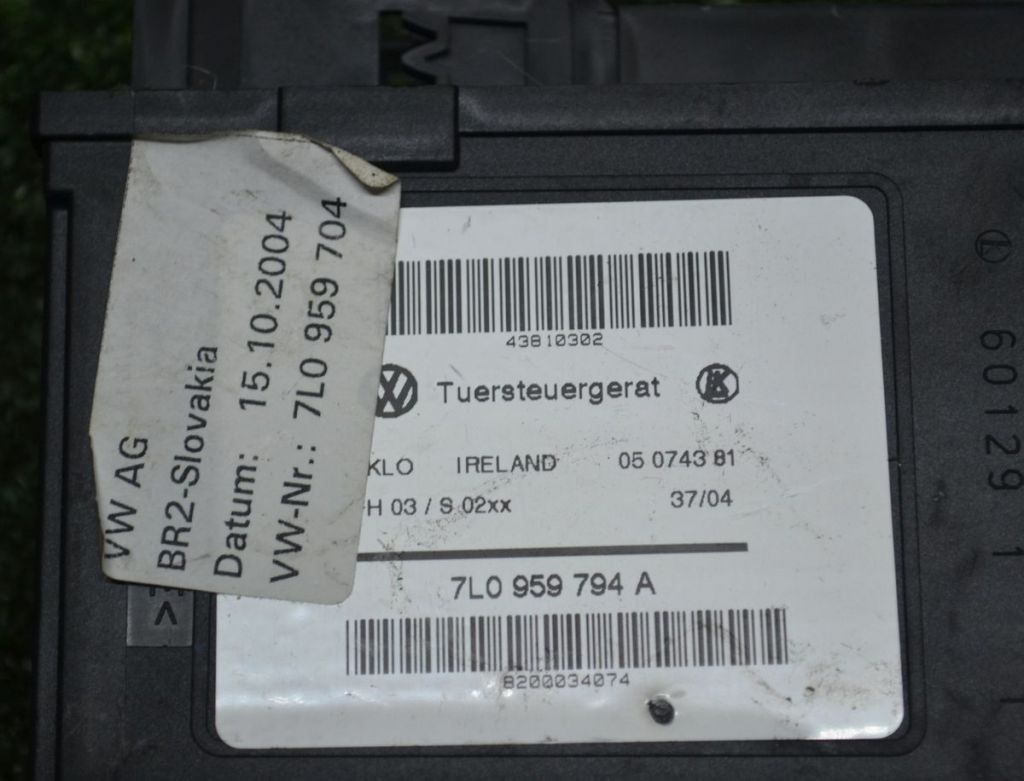 VW AG
BR2-Slovakia
Datum: 15.10.2004
VW-Nr.: 7L0 959 704
43810302
Tuersteuergerat
KLO IRELAND 05 0743 81
H 03 / S 02xx 37/04
7L0 959 794 A
8200034074
60129 1